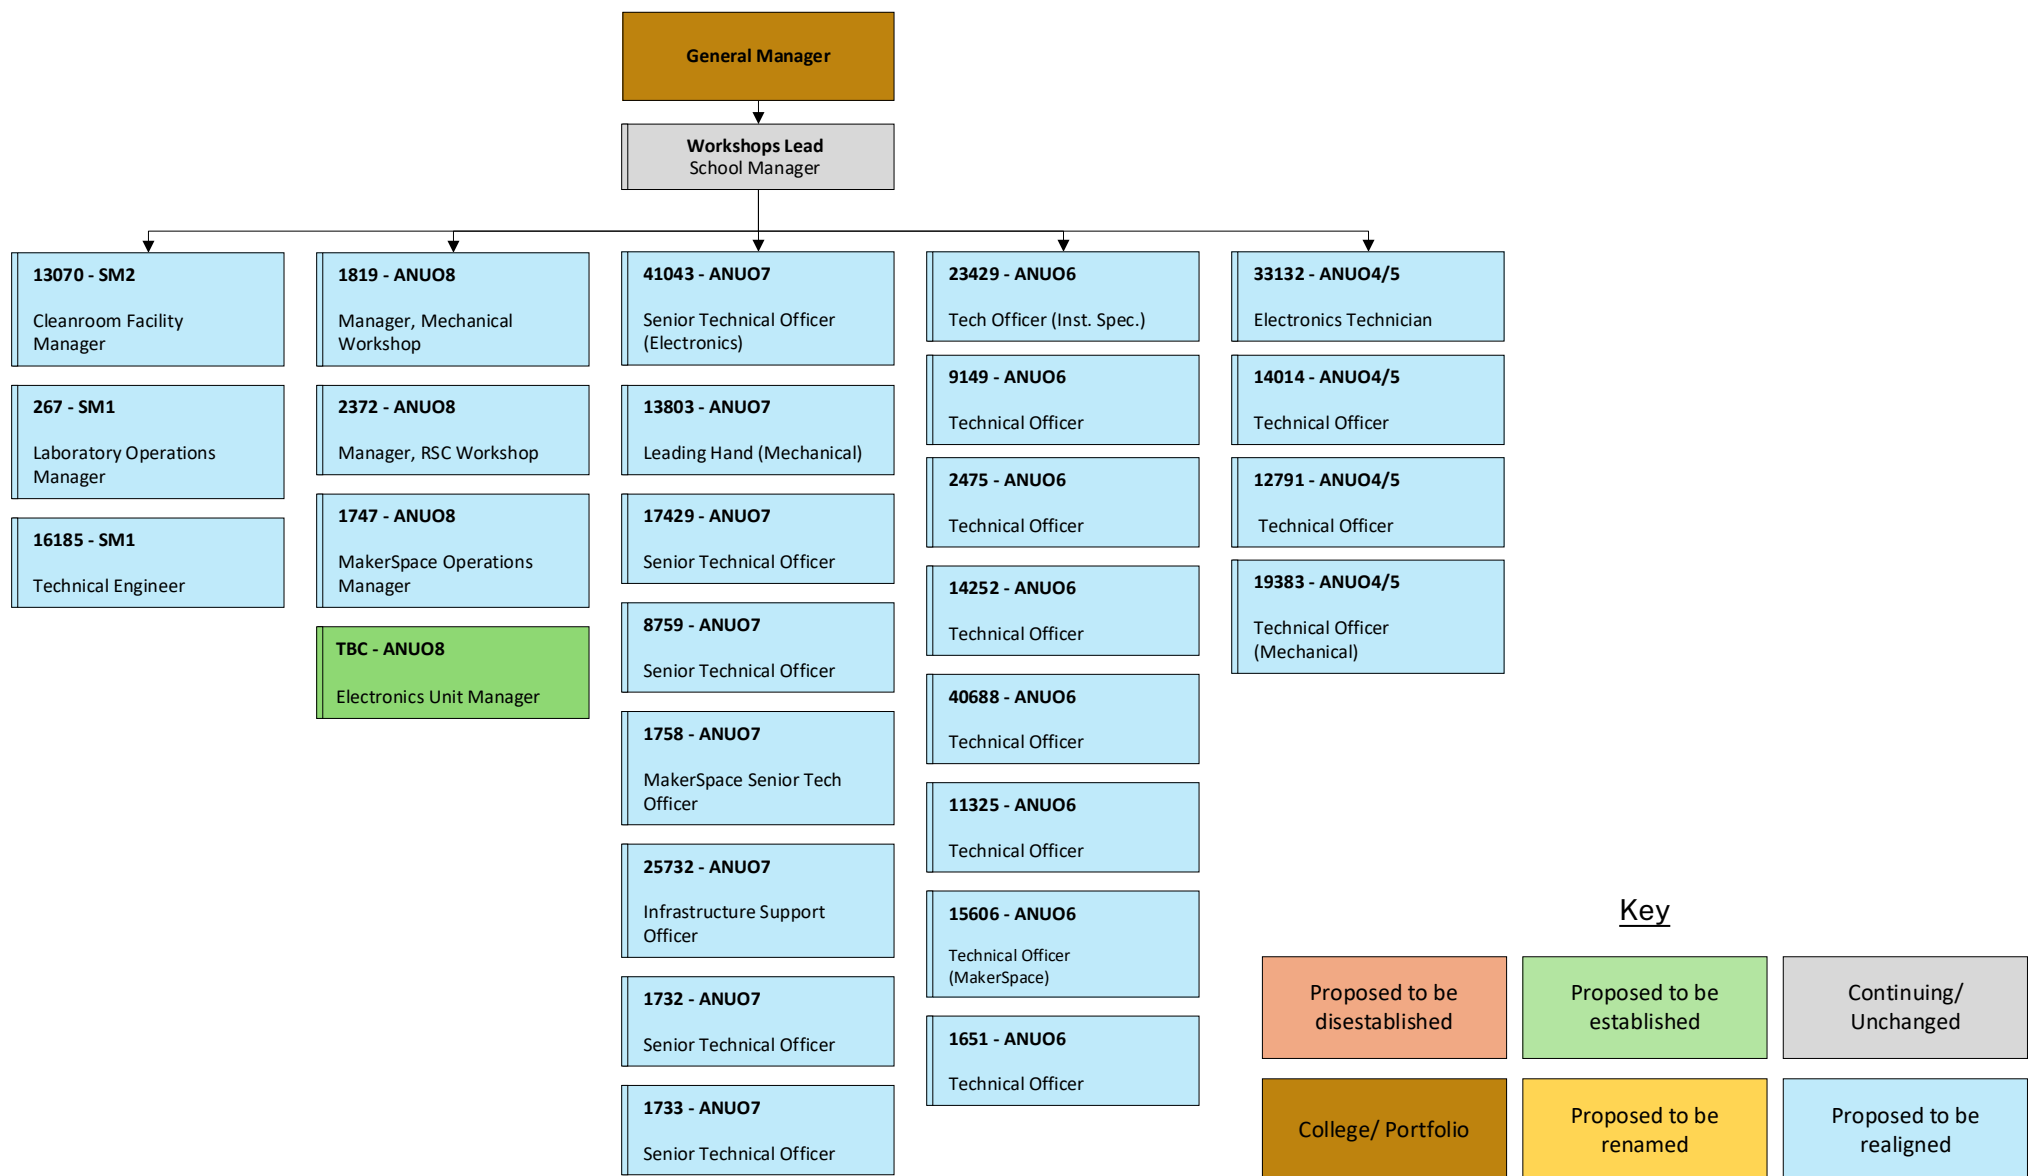 General Manager
Workshops Lead
School Manager
13070 - SM2
Cleanroom Facility
Manager
267 - SM1
Laboratory Operations
Manager
16185 - SM1
Technical Engineer
1819 - ANUO8
Manager, Mechanical
Workshop
2372 - ANUO8
Manager, RSC Workshop
1747 - ANUO8
MakerSpace Operations
Manager
TBC - ANUO8
Electronics Unit Manager
41043 - ANUO7
Senior Technical Officer
(Electronics)
13803 - ANUO7
Leading Hand (Mechanical)
17429 - ANUO7
Senior Technical Officer
8759 - ANUO7
Senior Technical Officer
1758 - ANUO7
MakerSpace Senior Tech
Officer
25732 - ANUO7
Infrastructure Support
Officer
1732 - ANUO7
Senior Technical Officer
1733 - ANUO7
Senior Technical Officer
23429 - ANUO6
Tech Officer (Inst. Spec.)
9149 - ANUO6
Technical Officer
2475 - ANUO6
Technical Officer
14252 - ANUO6
Technical Officer
40688 - ANUO6
Technical Officer
11325 - ANUO6
Technical Officer
15606 - ANUO6
Technical Officer
(MakerSpace)
1651 - ANUO6
Technical Officer
33132 - ANUO4/5
Electronics Technician
14014 - ANUO4/5
Technical Officer
12791 - ANUO4/5
Technical Officer
19383 - ANUO4/5
Technical Officer
(Mechanical)
Key
Proposed to be
disestablished
Proposed to be
established
Continuing/
Unchanged
College/ Portfolio
Proposed to be
renamed
Proposed to be
realigned